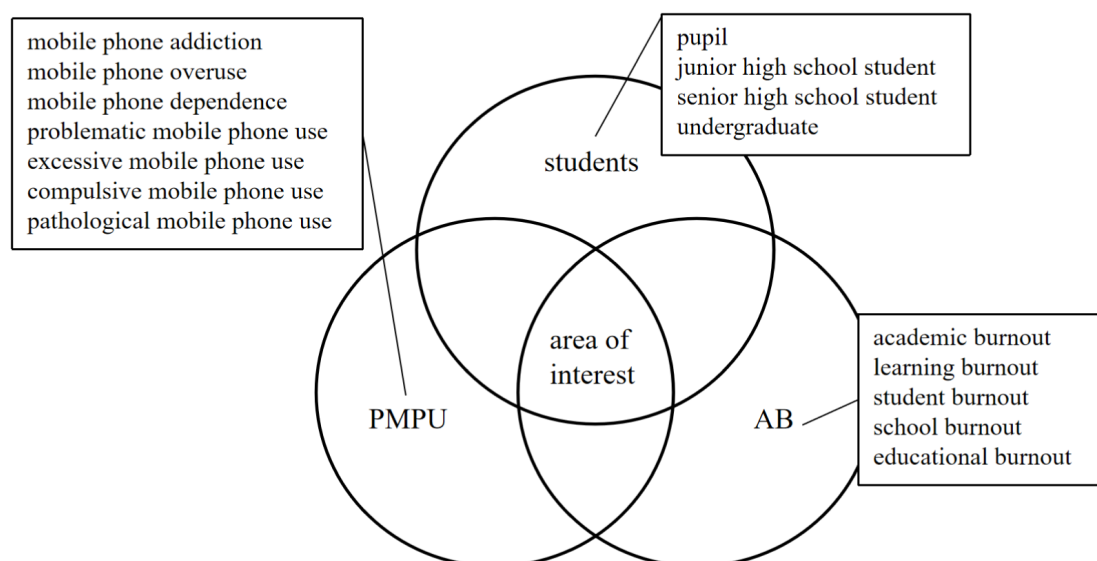 mobile phone addiction
mobile phone overuse
mobile phone dependence
problematic mobile phone use
excessive mobile phone use
compulsive mobile phone use
pathological mobile phone use
pupil
junior high school student
senior high school student
undergraduate
students
area of
interest
PMPU
AB
academic burnout
learning burnout
student burnout
school burnout
educational burnout